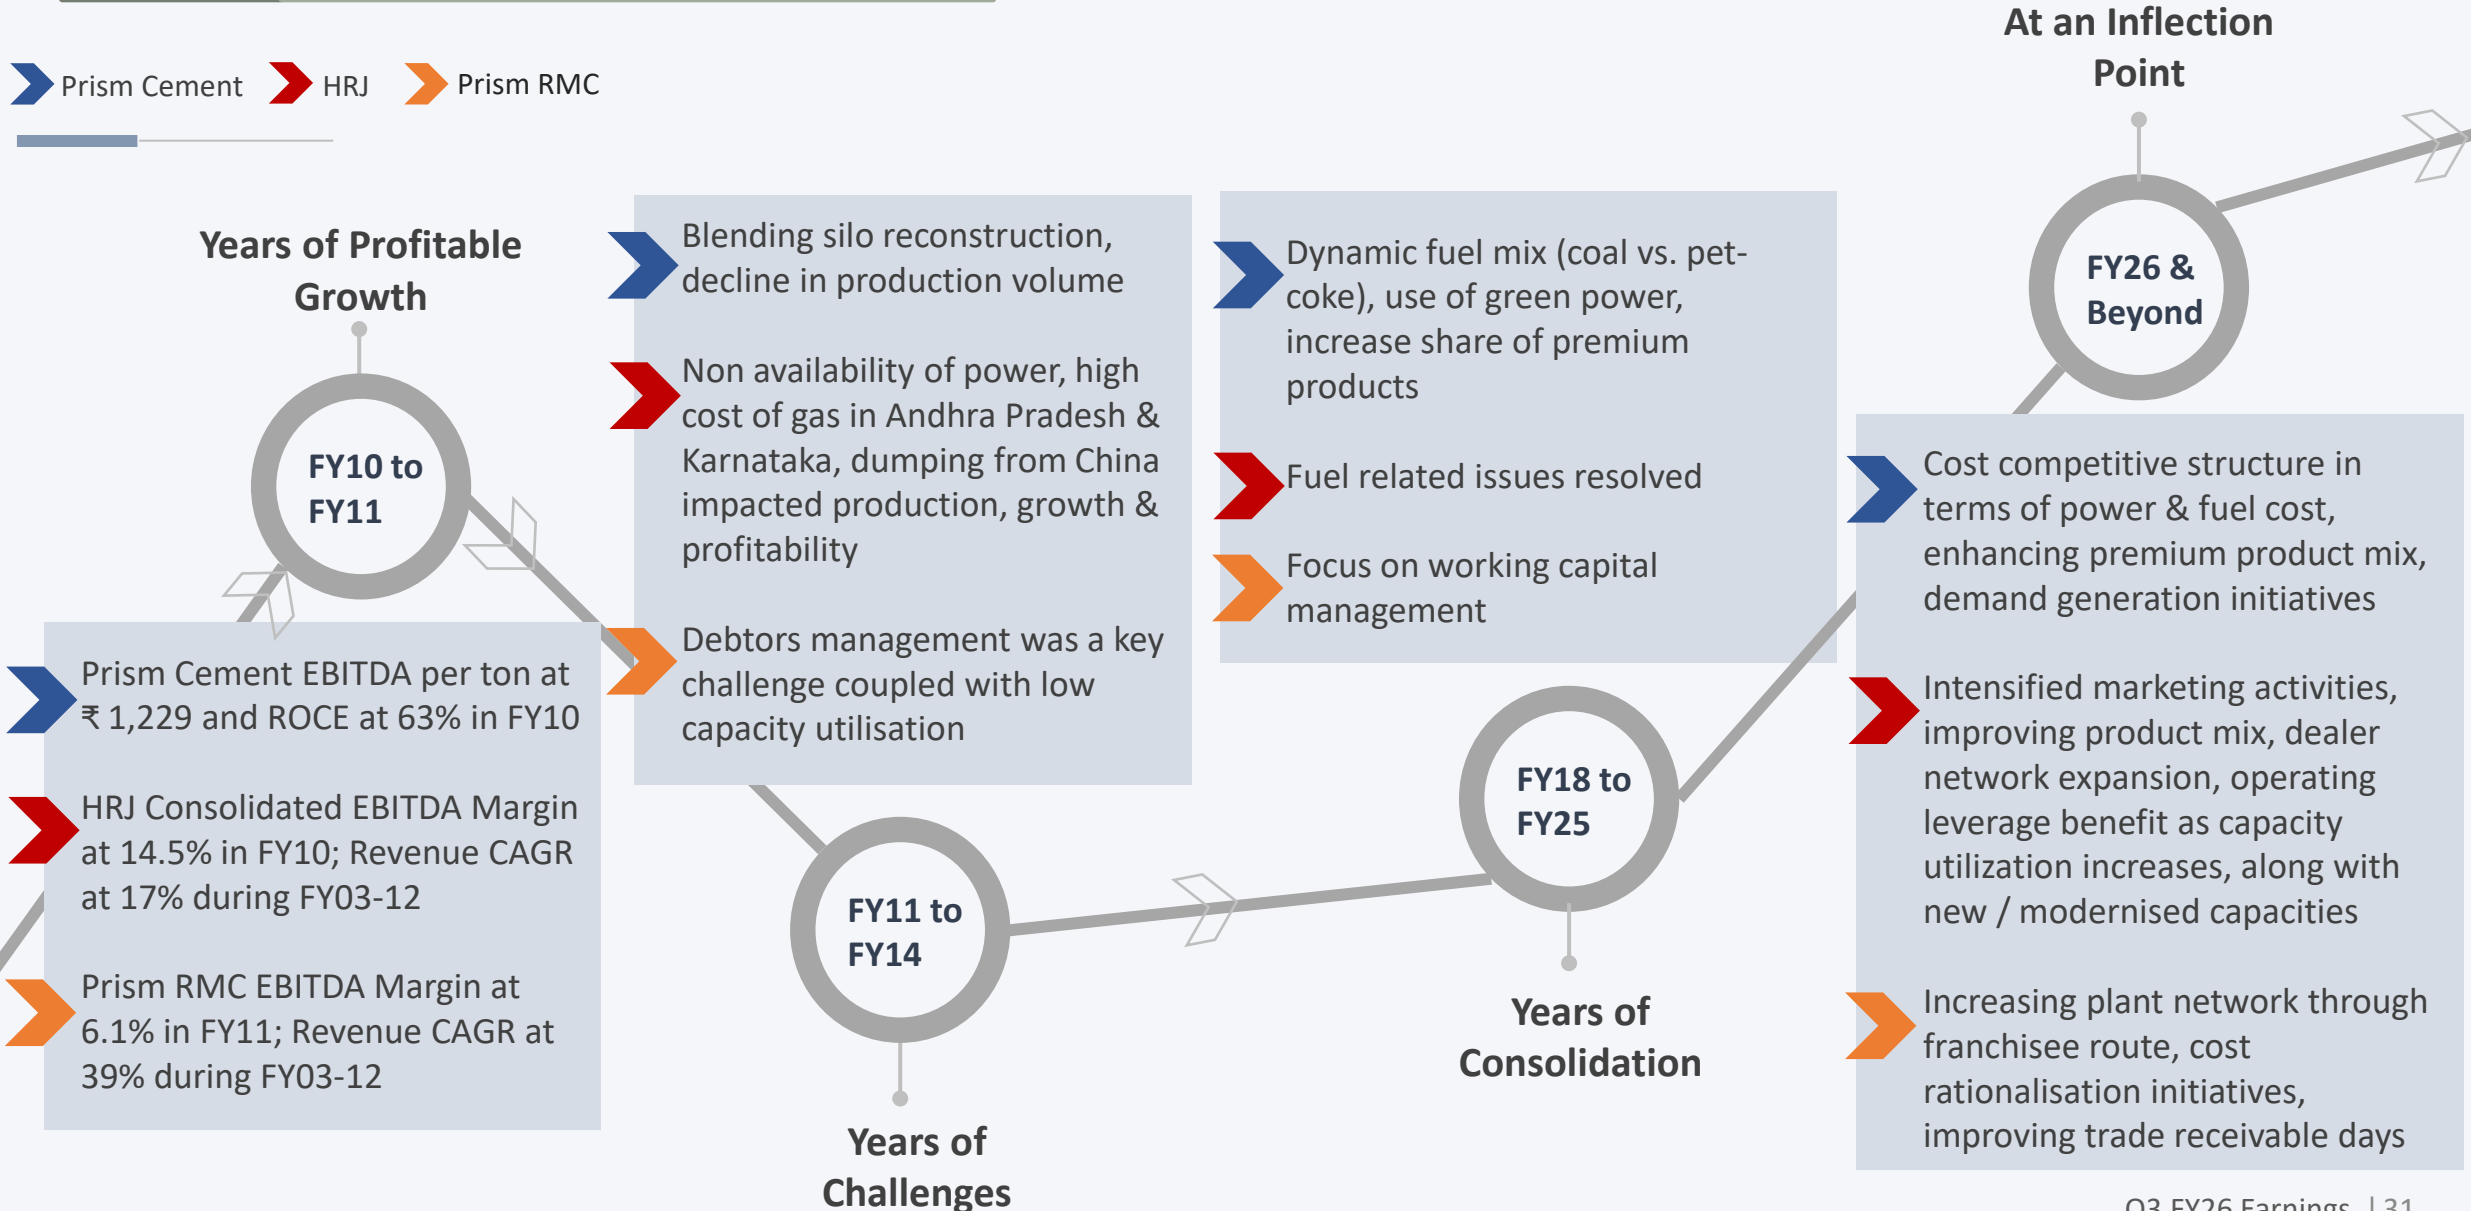 Prism Cement
HRJ
Prism RMC
Years of Profitable
Growth
FY10 to
FY11
Prism Cement EBITDA per ton at
₹ 1,229 and ROCE at 63% in FY10
HRJ Consolidated EBITDA Margin
at 14.5% in FY10; Revenue CAGR
at 17% during FY03-12
Prism RMC EBITDA Margin at
6.1% in FY11; Revenue CAGR at
39% during FY03-12
Blending silo reconstruction,
decline in production volume
Non availability of power, high
cost of gas in Andhra Pradesh &
Karnataka, dumping from China
impacted production, growth &
profitability
Debtors management was a key
challenge coupled with low
capacity utilisation
FY11 to
FY14
Years of
Challenges
Dynamic fuel mix (coal vs. pet-
coke), use of green power,
increase share of premium
products
Fuel related issues resolved
Focus on working capital
management
FY18 to
FY25
Years of
Consolidation
At an Inflection
Point
FY26 &
Beyond
Cost competitive structure in
terms of power & fuel cost,
enhancing premium product mix,
demand generation initiatives
Intensified marketing activities,
improving product mix, dealer
network expansion, operating
leverage benefit as capacity
utilization increases, along with
new / modernised capacities
Increasing plant network through
franchisee route, cost
rationalisation initiatives,
improving trade receivable days
Q3 FY26 Earnings | 31